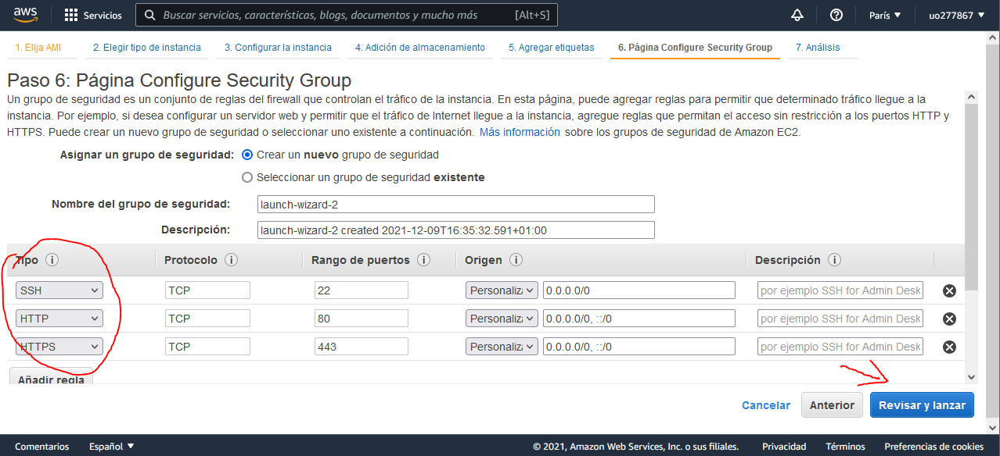 aws Servicios Buscar servicios, características, blogs, documentos y mucho más [Alt+S] París uo277867
1. Elija AMI 2. Elegir tipo de instancia 3. Configurar la instancia 4. Adición de almacenamiento 5. Agregar etiquetas 6. Página Configure Security Group 7. Análisis
Paso 6: Página Configure Security Group
Un grupo de seguridad es un conjunto de reglas del firewall que controlan el tráfico de la instancia. En esta página, puede agregar reglas para permitir que determinado tráfico llegue a la
instancia. Por ejemplo, si desea configurar un servidor web y permitir que el tráfico de Internet llegue a la instancia, agregue reglas que permitan el acceso sin restricción a los puertos HTTP y
HTTPS. Puede crear un nuevo grupo de seguridad o seleccionar uno existente a continuación. Más información sobre los grupos de seguridad de Amazon EC2.
Asignar un grupo de seguridad: Crear un nuevo grupo de seguridad
Seleccionar un grupo de seguridad existente
Nombre del grupo de seguridad: launch-wizard-2
Descripción: launch-wizard-2 created 2021-12-09T16:35:32.591+01:00
Tipo Protocolo Rango de puertos Origen Descripción
SSH TCP 22 Personaliz 0.0.0.0/0 por ejemplo SSH for Admin Desk
HTTP TCP 80 Personaliz 0.0.0.0/0, ::/0 por ejemplo SSH for Admin Desk
HTTPS TCP 443 Personaliz 0.0.0.0/0, ::/0 por ejemplo SSH for Admin Desk
Añadir regla
Cancelar Anterior Revisar y lanzar
Comentarios Español © 2021, Amazon Web Services, Inc. o sus filiales. Privacidad Términos Preferencias de cookies